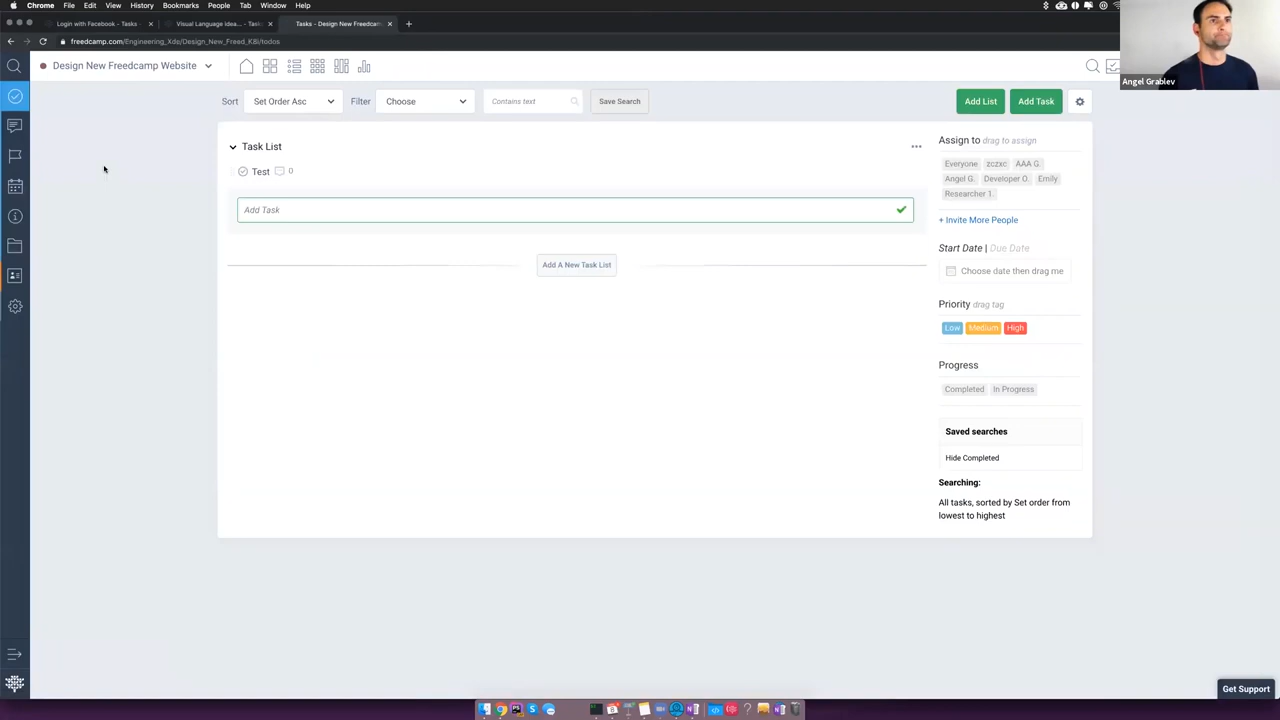 Chrome File Edit View History Bookmarks People Tab Window Help
Login with Facebook - Tasks -
Visual Language idea... - Tasks
Tasks - Design New Freedcamp
freedcamp.com/Engineering_Xds/Design_New_Freed_K8i/todos
Design New Freedcamp Website
Angel Grablev
Sort Set Order Asc Filter Choose Contains text Save Search Add List Add Task
Task List
Test 0
Add Task
Add A New Task List
Assign to drag to assign
Everyone zczxc AAA G.
Angel G. Developer O. Emily
Researcher 1.
+ Invite More People
Start Date | Due Date
Choose date then drag me
Priority drag tag
Low Medium High
Progress
Completed In Progress
Saved searches
Hide Completed
Searching:
All tasks, sorted by Set order from
lowest to highest
Get Support